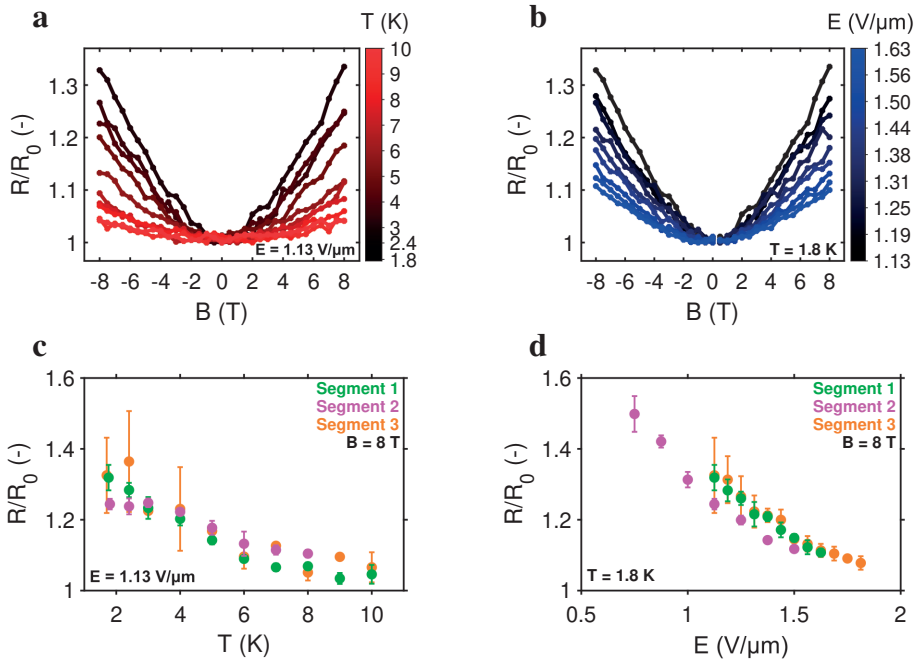 a
T (K)
R/R0 (-)
1.3
1.2
1.1
1
-8 -6 -4 -2 0 2 4 6 8
B (T)
E = 1.13 V/µm
10
9
8
7
6
5
4
3
2.4
1.8
b
E (V/µm)
R/R0 (-)
1.3
1.2
1.1
1
-8 -6 -4 -2 0 2 4 6 8
B (T)
T = 1.8 K
1.63
1.56
1.50
1.44
1.38
1.31
1.25
1.19
1.13
c
R/R0 (-)
1.6
1.4
1.2
1
2 4 6 8 10
T (K)
Segment 1
Segment 2
Segment 3
B = 8 T
E = 1.13 V/µm
d
R/R0 (-)
1.6
1.4
1.2
1
0.5 1 1.5 2
E (V/µm)
Segment 1
Segment 2
Segment 3
B = 8 T
T = 1.8 K